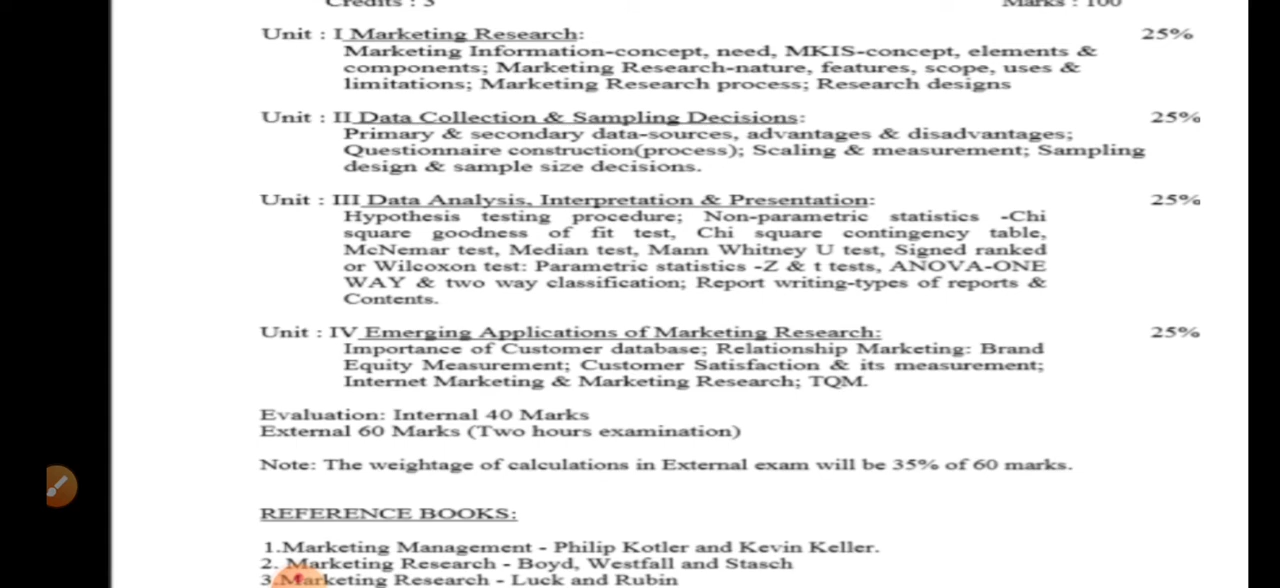 Credits : 3 Marks : 100
Unit : I Marketing Research: 25%
Marketing Information-concept, need, MKIS-concept, elements &
components; Marketing Research-nature, features, scope, uses &
limitations; Marketing Research process; Research designs
Unit : II Data Collection & Sampling Decisions: 25%
Primary & secondary data-sources, advantages & disadvantages;
Questionnaire construction(process); Scaling & measurement; Sampling
design & sample size decisions.
Unit : III Data Analysis, Interpretation & Presentation: 25%
Hypothesis testing procedure; Non-parametric statistics -Chi
square goodness of fit test, Chi square contingency table,
McNemar test, Median test, Mann Whitney U test, Signed ranked
or Wilcoxon test: Parametric statistics -Z & t tests, ANOVA-ONE
WAY & two way classification; Report writing-types of reports &
Contents.
Unit : IV Emerging Applications of Marketing Research: 25%
Importance of Customer database; Relationship Marketing: Brand
Equity Measurement; Customer Satisfaction & its measurement;
Internet Marketing & Marketing Research; TQM.
Evaluation: Internal 40 Marks
External 60 Marks (Two hours examination)
Note: The weightage of calculations in External exam will be 35% of 60 marks.
REFERENCE BOOKS:
1.Marketing Management - Philip Kotler and Kevin Keller.
2. Marketing Research - Boyd, Westfall and Stasch
3.Marketing Research - Luck and Rubin